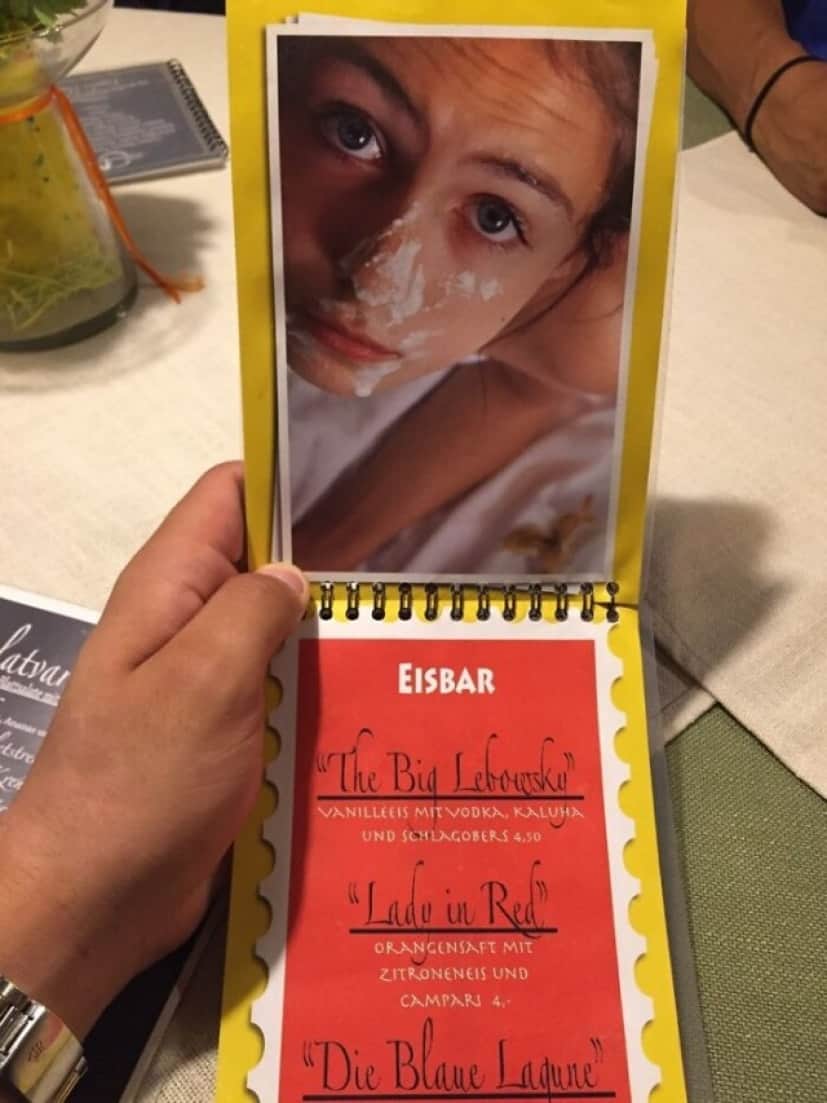 EISBAR
"The Big Lebowsky"
VANILLEEIS MIT VODKA, KALUHA
UND SCHLAGOBERS 4,50
"Lady in Red"
ORANGENSAFT MIT
ZITRONENEIS UND
CAMPARI 4,-
"Die Blaue Lagune"